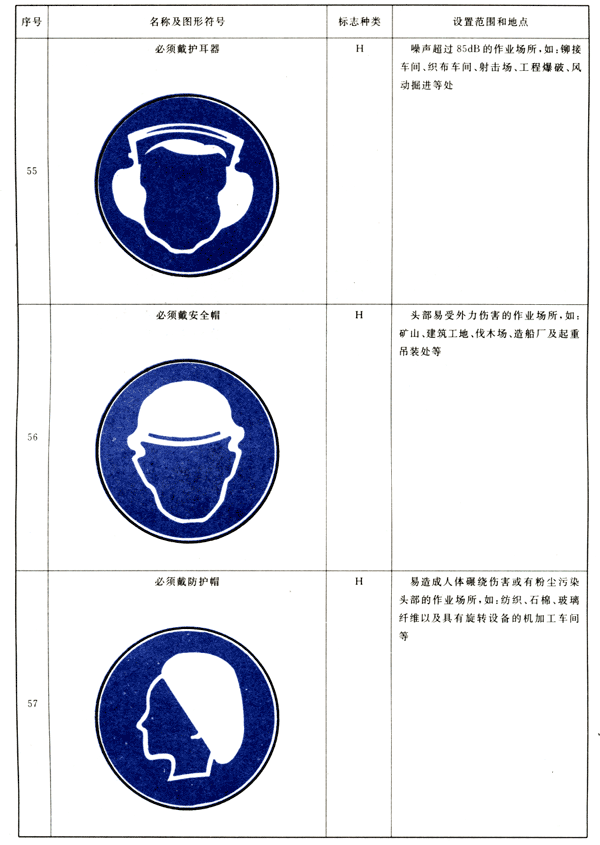 序号 名称及图形符号 标志种类 设置范围和地点
55 必须戴护耳器 H 噪声超过85dB的作业场所,如:铆接
车间、织布车间、射击场、工程爆破、风
动掘进等处
56 必须戴安全帽 H 头部易受外力伤害的作业场所,如:
矿山、建筑工地、伐木场、造船厂及起重
吊装处等
57 必须戴防护帽 H 易造成人体碾绕伤害或有粉尘污染
头部的作业场所,如:纺织、石棉、玻璃
纤维以及具有旋转设备的机加工车间
等